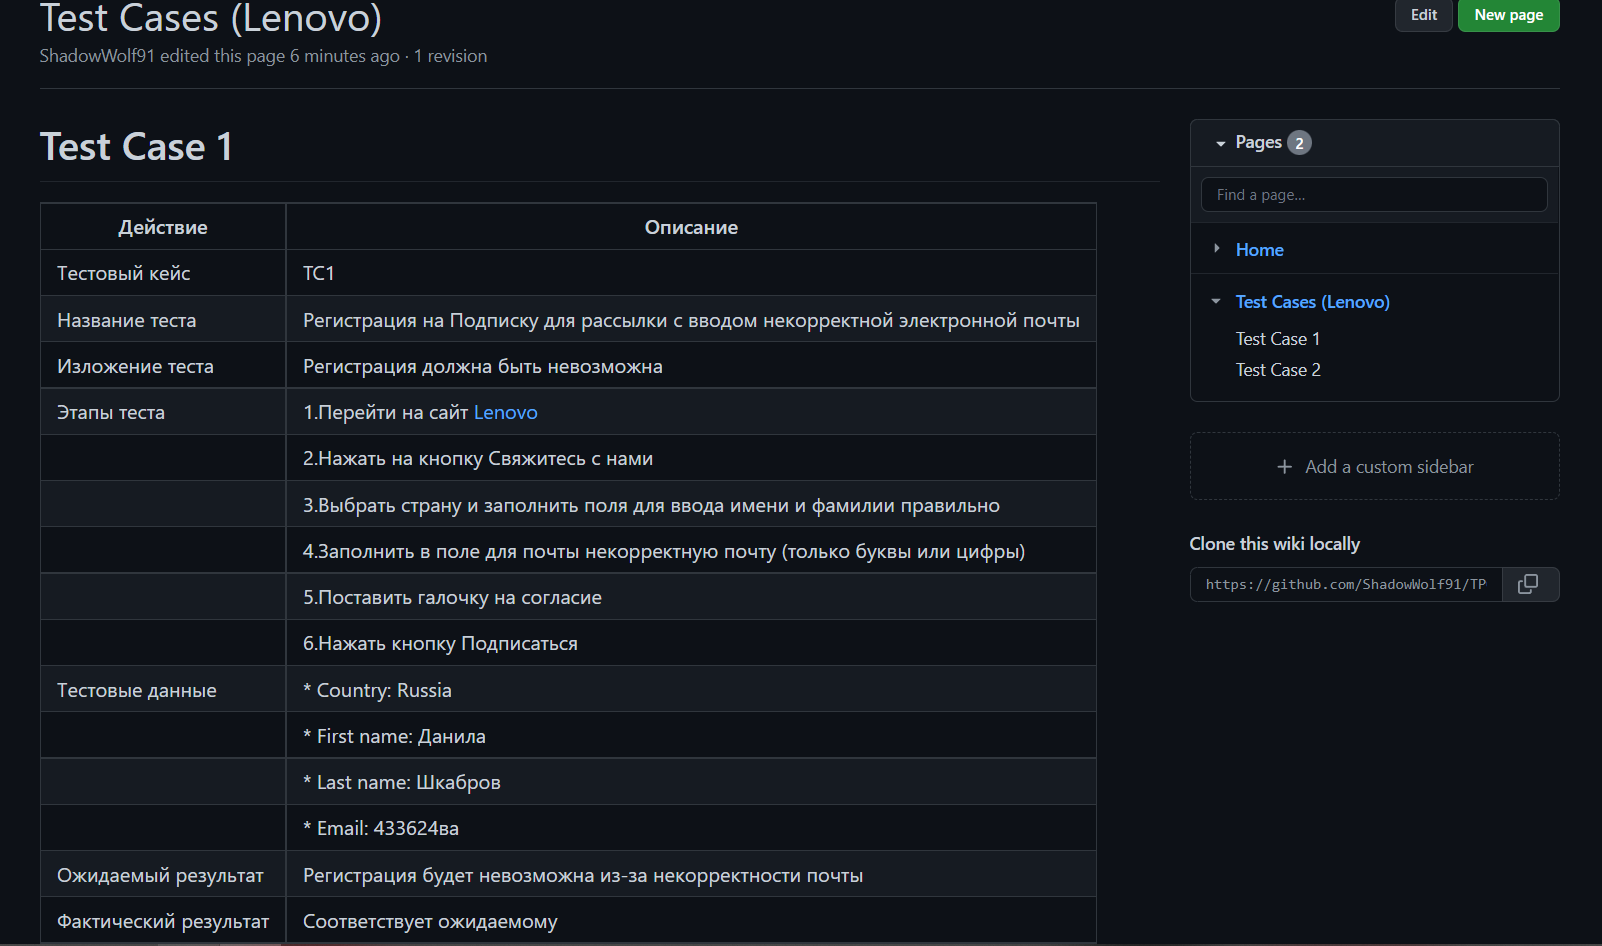 Test Cases (Lenovo)
Edit
New page
ShadowWolf91 edited this page 6 minutes ago · 1 revision
Test Case 1
Действие Описание
Тестовый кейс TC1
Название теста Регистрация на Подписку для рассылки с вводом некорректной электронной почты
Изложение теста Регистрация должна быть невозможна
Этапы теста 1.Перейти на сайт Lenovo
2.Нажать на кнопку Свяжитесь с нами
3.Выбрать страну и заполнить поля для ввода имени и фамилии правильно
4.Заполнить в поле для почты некорректную почту (только буквы или цифры)
5.Поставить галочку на согласие
6.Нажать кнопку Подписаться
Тестовые данные * Country: Russia
* First name: Данила
* Last name: Шкабров
* Email: 433624ва
Ожидаемый результат Регистрация будет невозможна из-за некорректности почты
Фактический результат Соответствует ожидаемому
Pages 2
Find a page...
Home
Test Cases (Lenovo)
Test Case 1
Test Case 2
+ Add a custom sidebar
Clone this wiki locally
https://github.com/ShadowWolf91/TP